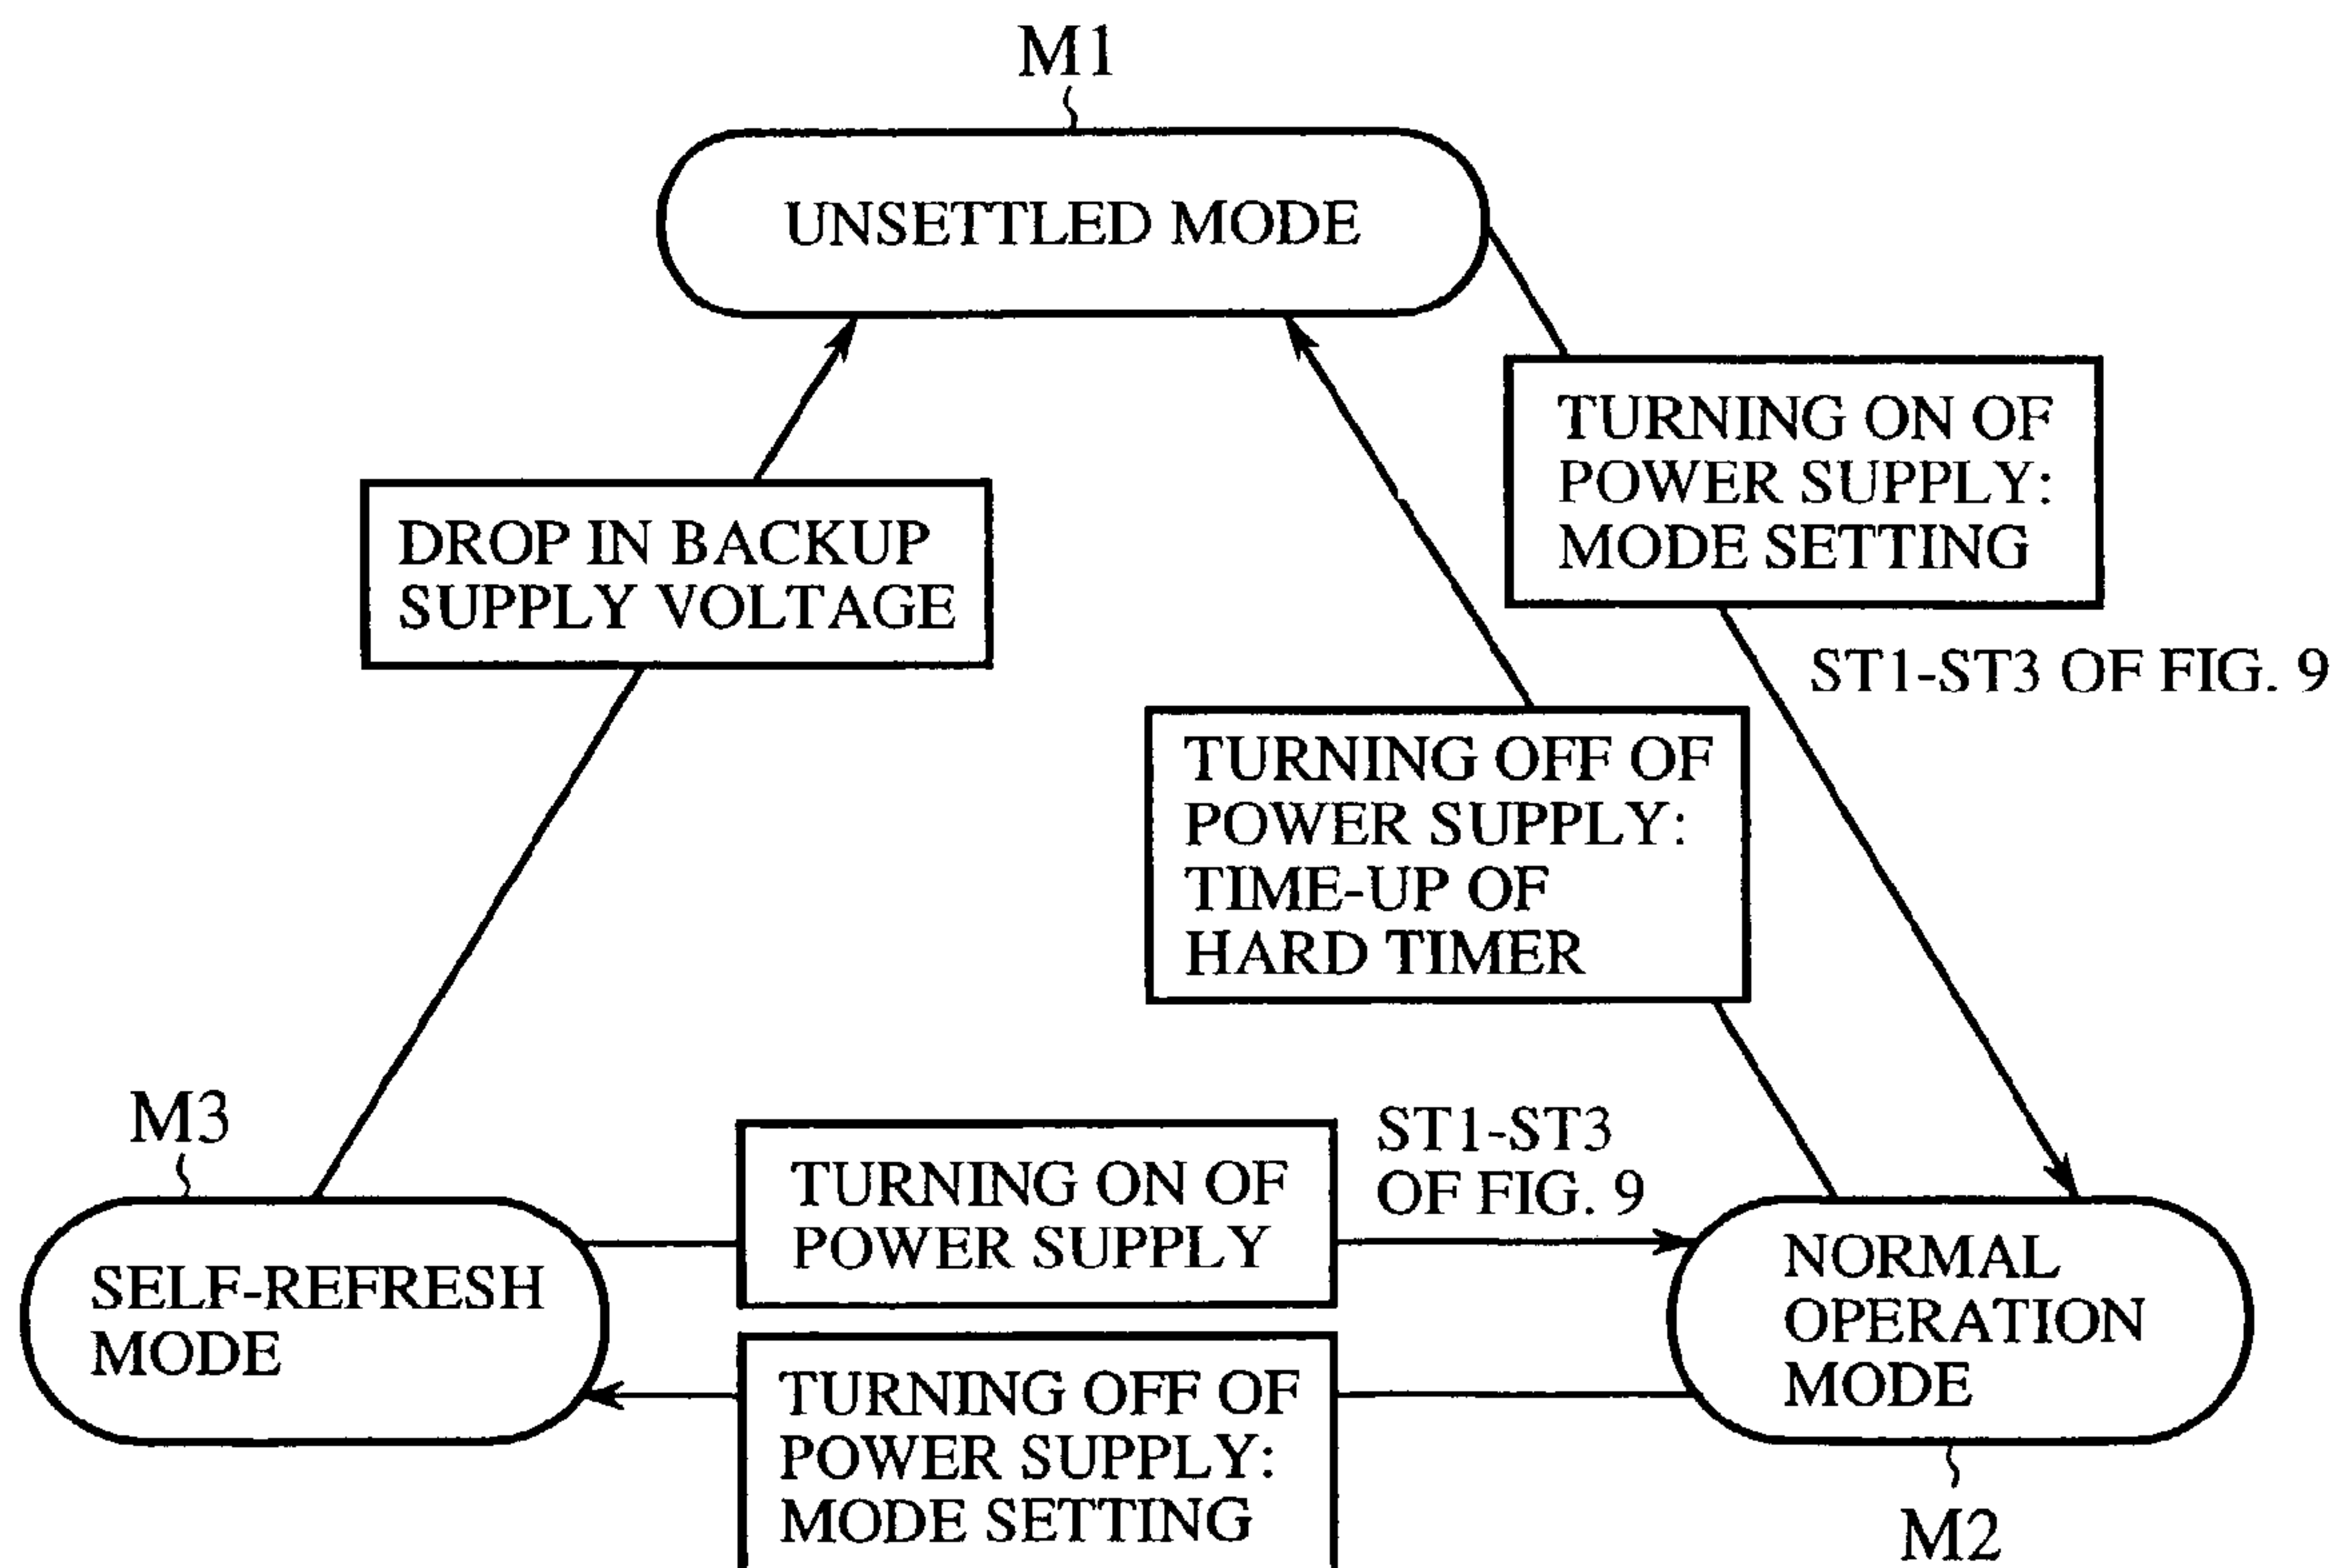 M1
UNSETTLED MODE
TURNING ON OF
POWER SUPPLY:
MODE SETTING
DROP IN BACKUP
SUPPLY VOLTAGE
ST1-ST3 OF FIG. 9
TURNING OFF OF
POWER SUPPLY:
TIME-UP OF
HARD TIMER
M3
SELF-REFRESH
MODE
TURNING ON OF
POWER SUPPLY
ST1-ST3
OF FIG. 9
NORMAL
OPERATION
MODE
TURNING OFF OF
POWER SUPPLY:
MODE SETTING
M2